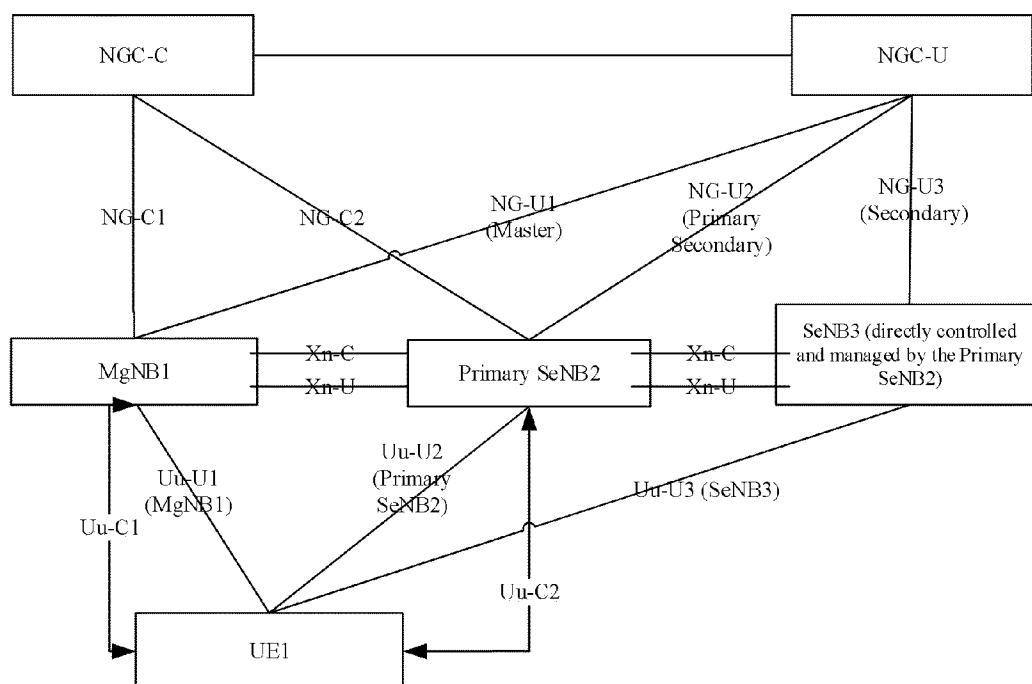 NGC-C
NGC-U
NG-C1
NG-C2
NG-U1
(Master)
NG-U2
(Primary
Secondary)
NG-U3
(Secondary)
MgNB1
Xn-C
Xn-U
Primary SeNB2
Xn-C
Xn-U
SeNB3 (directly controlled
and managed by the Primary
SeNB2)
Uu-C1
Uu-U1
(MgNB1)
Uu-U2
(Primary
SeNB2)
Uu-C2
Uu-U3 (SeNB3)
UE1